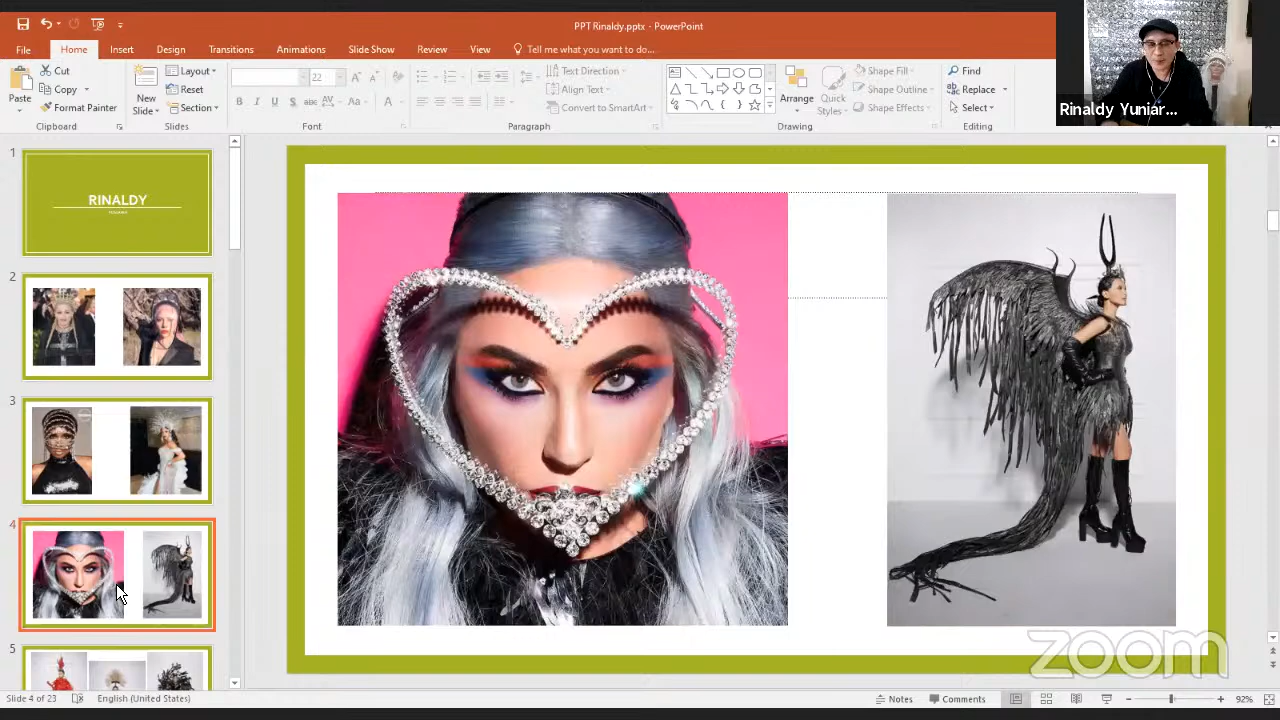 PPT Rinaldy.pptx - PowerPoint
File Home Insert Design Transitions Animations Slide Show Review View Tell me what you want to do...
Paste
Cut
Copy
Format Painter
Clipboard
New Slide
Layout
Reset
Section
Slides
22
Font
Text Direction
Align Text
Convert to SmartArt
Paragraph
Arrange
Quick Styles
Shape Fill
Shape Outline
Shape Effects
Drawing
Find
Replace
Select
Editing
Rinaldy Yuniar...
1
RINALDY
2
3
4
5
zoom
Slide 4 of 23 English (United States) Notes Comments 92%